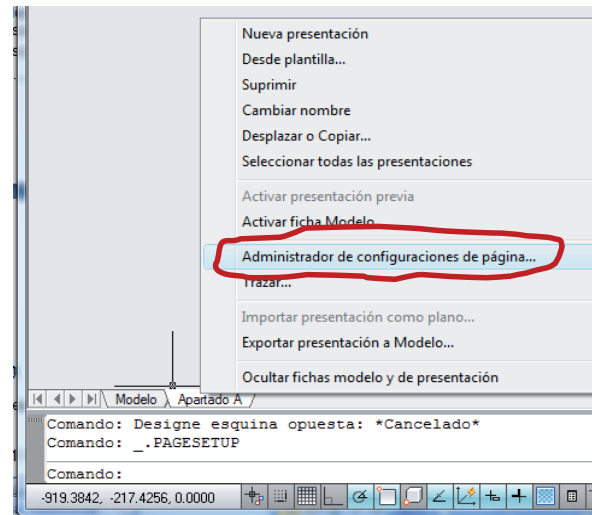 Nueva presentación
Desde plantilla...
Suprimir
Cambiar nombre
Desplazar o Copiar...
Seleccionar todas las presentaciones
Activar presentación previa
Activar ficha Modelo
Administrador de configuraciones de página...
Trazar...
Importar presentación como plano...
Exportar presentación a Modelo...
Ocultar fichas modelo y de presentación
Modelo Apartado A
Comando: Designe esquina opuesta: *Cancelado*
Comando: _.PAGESETUP
Comando:
-919.3842, -217.4256, 0.0000